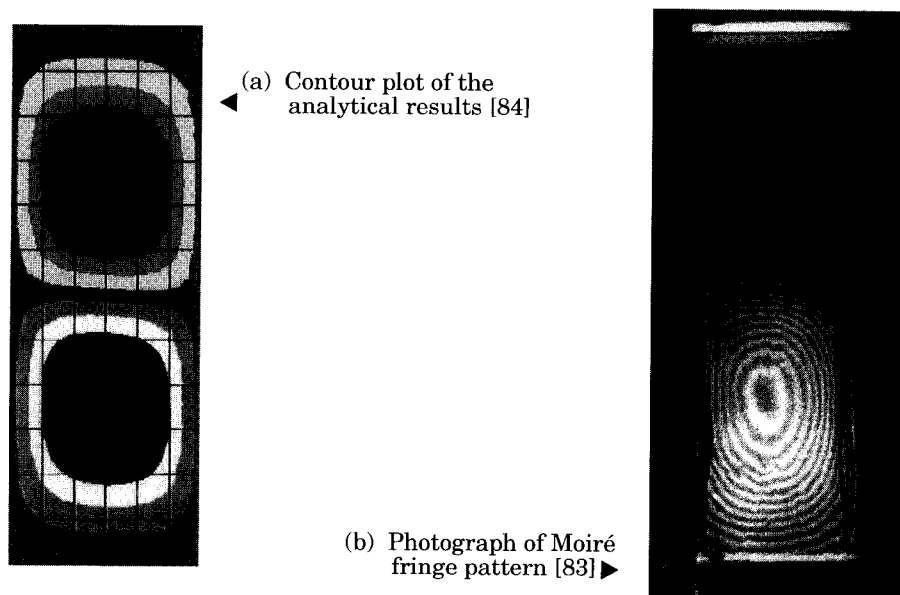 (a) Contour plot of the
analytical results [84]
(b) Photograph of Moiré
fringe pattern [83]